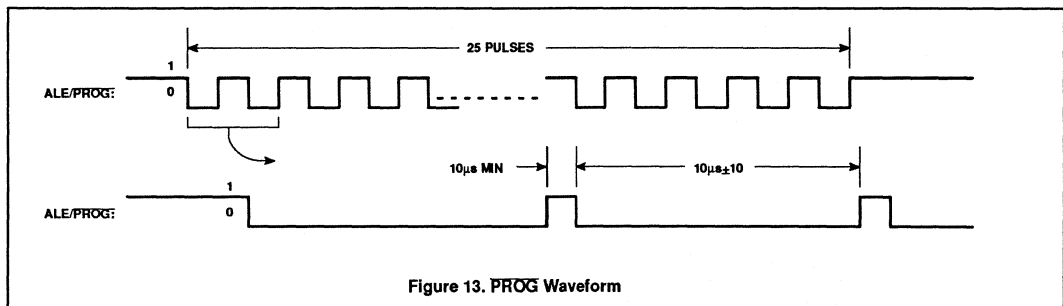 25 PULSES
1
ALE/PROG:
0
10µs MIN
10µs±10
1
ALE/PROG:
0
Figure 13. PROG Waveform